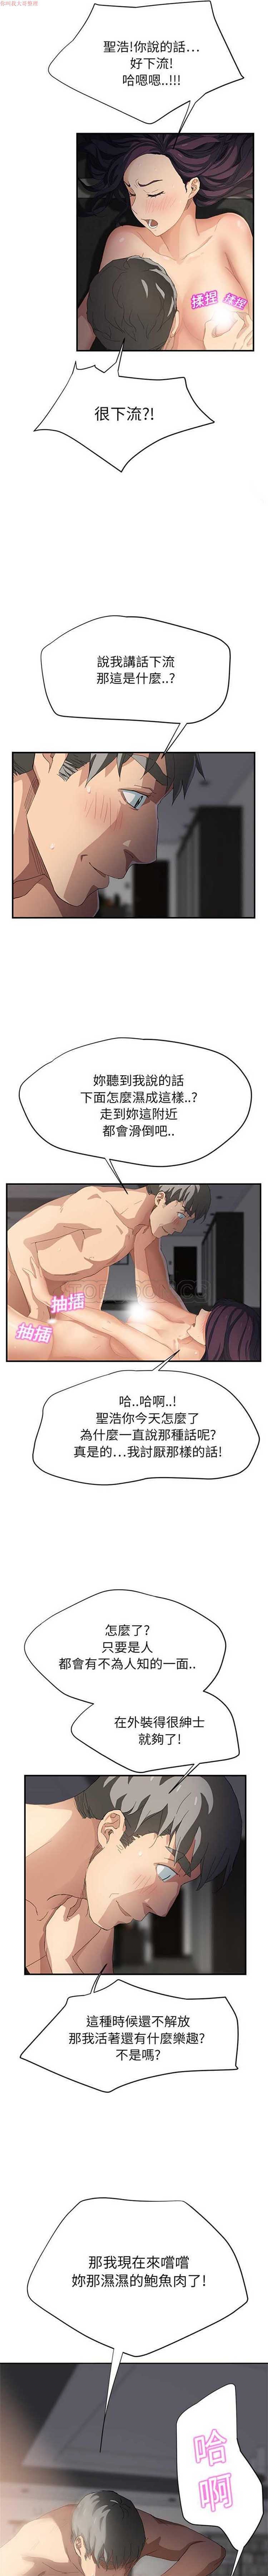 聖浩!你說的話...
好下流!
哈嗯嗯..!!!
揉捏
揉捏
很下流?!
說我講話下流
那這是什麼..?
妳聽到我說的話
下面怎麼濕成這樣..?
走到妳這附近
都會滑倒吧..
抽插
抽插
哈..哈啊..!
聖浩你今天怎麼了
為什麼一直說那種話呢?
真是的...我討厭那樣的話!
怎麼了?
只要是人
都會有不為人知的一面..
在外裝得很紳士
就夠了!
這種時候還不解放
那我活著還有什麼樂趣?
不是嗎?
那我現在來嚐嚐
妳那濕濕的鮑魚肉了!
哈
啊